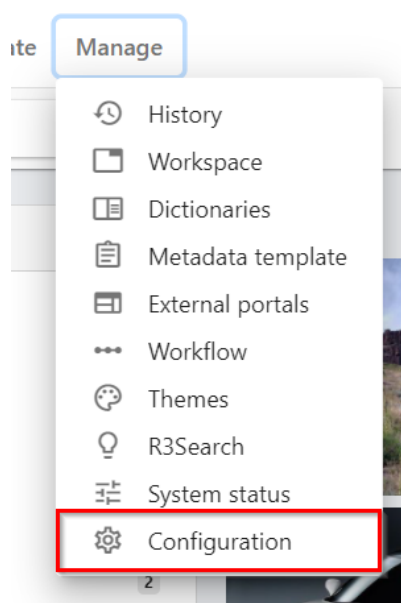 Manage
History
Workspace
Dictionaries
Metadata template
External portals
Workflow
Themes
R3Search
System status
Configuration
2